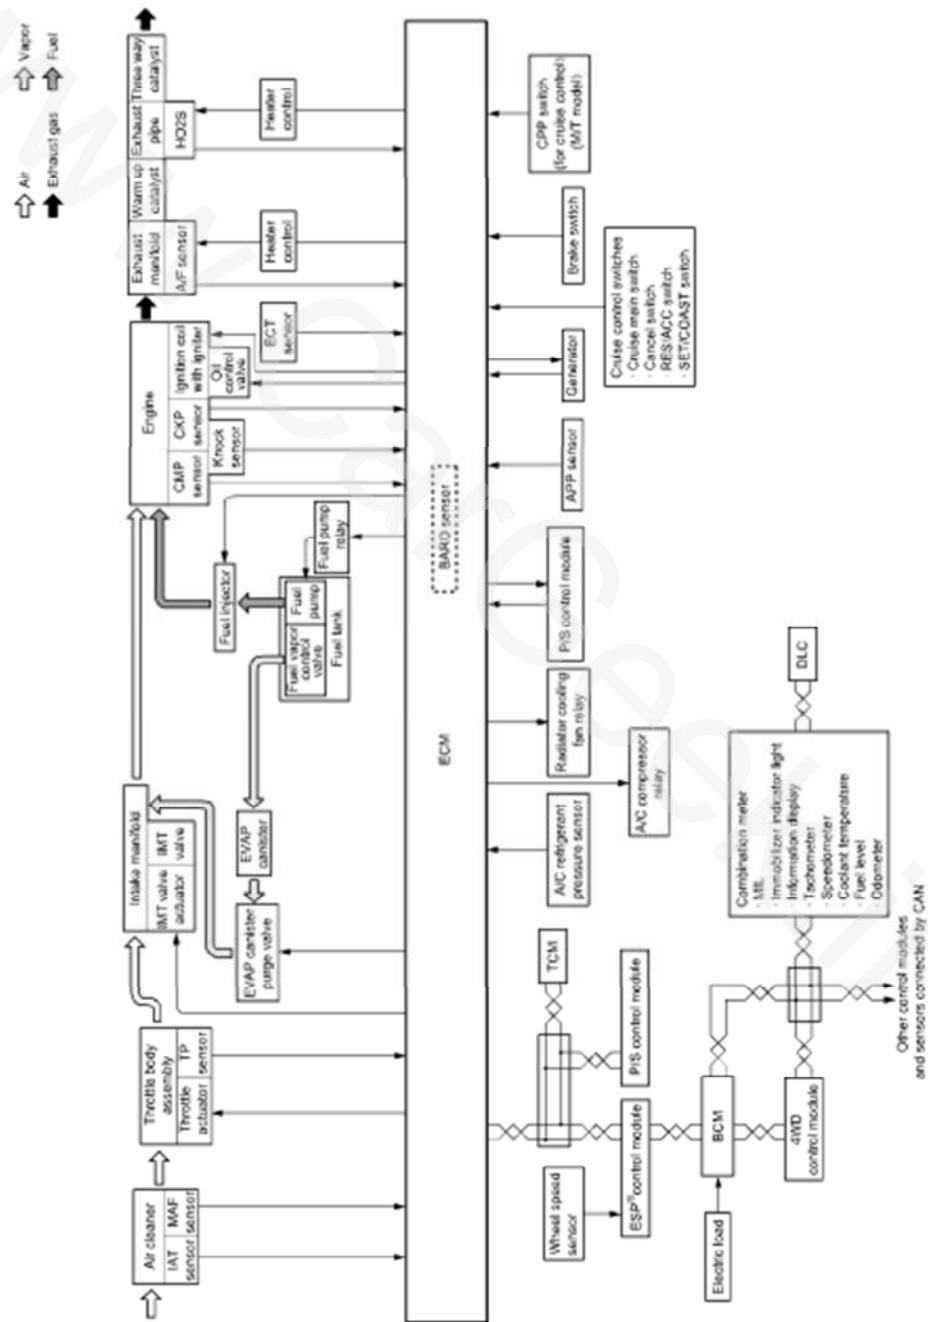 Air
Vapor
Exhaust gas
Fuel
Air cleaner
IAT
sensor
MAF
sensor
Throttle body
assembly
Throttle
actuator
TP
sensor
Intake manifold
IMT valve
actuator
IMT
valve
EVAP canister
purge valve
EVAP
canister
Fuel vapor
control
valve
Fuel
pump
Fuel tank
Fuel injector
Fuel pump
relay
Engine
CMP
sensor
CKP
sensor
Ignition coil
with igniter
Knock
sensor
Oil
control
valve
ECT
sensor
Exhaust
manifold
Warm up
catalyst
Exhaust
pipe
Three way
catalyst
A/F sensor
HO2S
Heater
control
Heater
control
ECM
BARO sensor
Wheel speed
sensor
ESP® control module
TCM
P/S control module
A/C refrigerant
pressure sensor
A/C compressor
relay
Radiator cooling
fan relay
P/S control module
APP sensor
Generator
Cruise control switches
- Cruise main switch
- Cancel switch
- RES/ACC switch
- SET/COAST switch
Brake switch
CPP switch
(for cruise control)
(M/T model)
Electric load
BCM
4WD
control module
Combination meter
- MIL
- Immobilizer indicator light
- Information display
- Tachometer
- Speedometer
- Coolant temperature
- Fuel level
- Odometer
DLC
Other control modules
and sensors connected by CAN